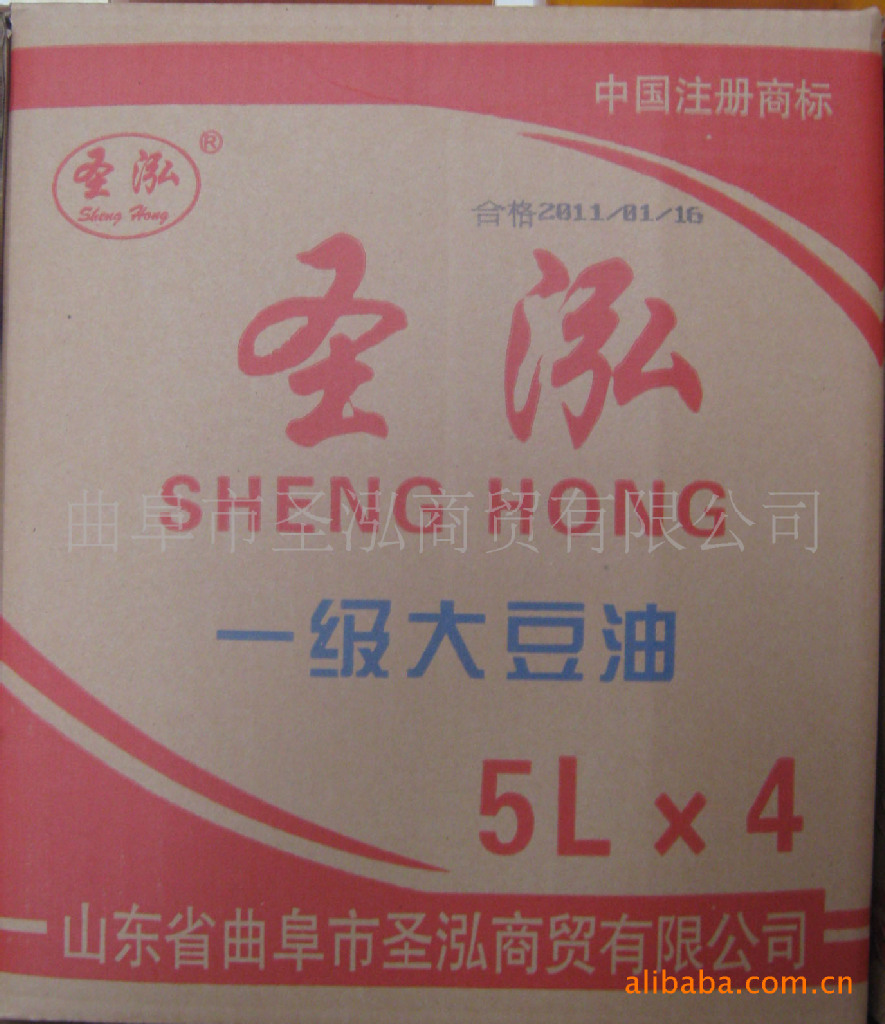 中国注册商标
圣泓®
Sheng Hong
合格2011/01/16
圣泓
SHENG HONG
曲阜市圣泓商贸有限公司
一级大豆油
5L×4
山东省曲阜市圣泓商贸有限公司
alibaba.com.cn